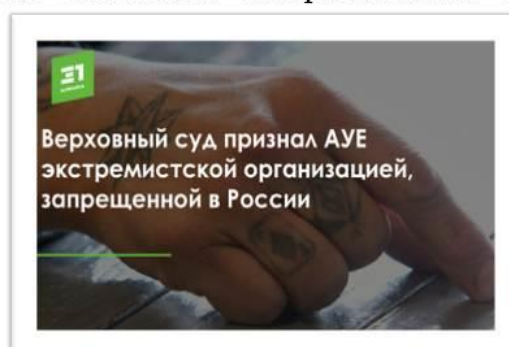 Верховный суд признал АУЕ
экстремистской организацией,
запрещенной в России